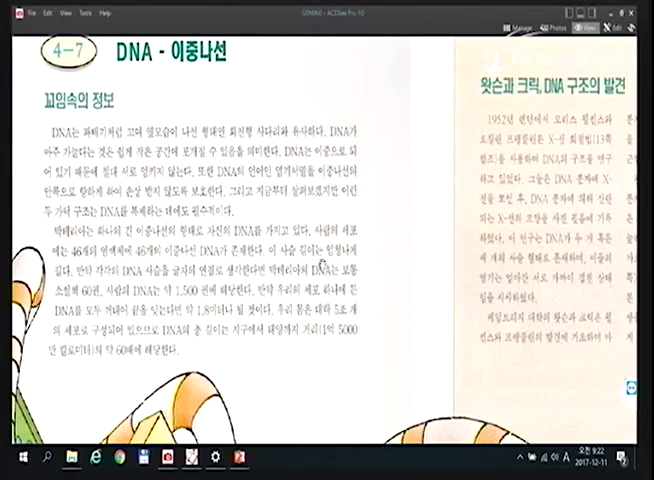 GEN060 - ACDSee Pro 10
File Edit View Tools Help
Manage Photos View Edit
4-7 DNA - 이중나선
꼬임속의 정보
DNA는 꽈배기처럼 꼬여 옆모습이 나선 형태인 회전형 사다리와 유사하다. DNA가
아주 가늘다는 것은 쉽게 작은 공간에 포개질 수 있음을 의미한다. DNA는 이중으로 되
어 있기 때문에 절대 서로 엉키지 않는다. 또한 DNA의 언어인 염기서열을 이중나선의
안쪽으로 향하게 하여 손상 받지 않도록 보호한다. 그리고 지금부터 살펴보겠지만 이런
두 가닥 구조는 DNA를 복제하는 데에도 필수적이다.
박테리아는 하나의 긴 이중나선의 형태로 자신의 DNA를 가지고 있다. 사람의 세포
에는 46개의 염색체에 46개의 이중나선 DNA가 존재한다. 이 사슬 길이는 엄청나게
길다. 만약 각각의 DNA 사슬을 글자의 연결로 생각한다면 박테리아의 DNA는 보통
소설책 60권, 사람의 DNA는 약 1,500 권에 해당한다. 만약 우리의 세포 하나에 든
DNA를 모두 꺼내어 끝을 잇는다면 약 1.8미터나 될 것이다. 우리 몸은 대략 5조 개
의 세포로 구성되어 있으므로 DNA의 총 길이는 지구에서 태양까지 거리(1억 5000
만 킬로미터)의 약 60배에 해당한다.
왓슨과 크릭, DNA 구조의 발견
1952년 런던에서 모리스 윌킨스와
로잘린 프랭클린은 X-선 회절법(13쪽
참조)을 사용하여 DNA의 구조를 연구
하고 있었다. 그들은 DNA 분자에 X-
선을 쪼인 후, DNA 분자에 의해 산란
되는 X-선의 모양을 사진 필름에 기록
하였다. 이 연구는 DNA가 두 개 혹은
세 개의 사슬 형태로 존재하며, 이들의
염기는 얼마간 서로 가까이 결친 상태
임을 시사하였다.
케임브리지 대학의 왓슨과 크릭은 윌
킨스와 프랭클린의 발견에 기초하여 아
오전 9:22
2017-12-11